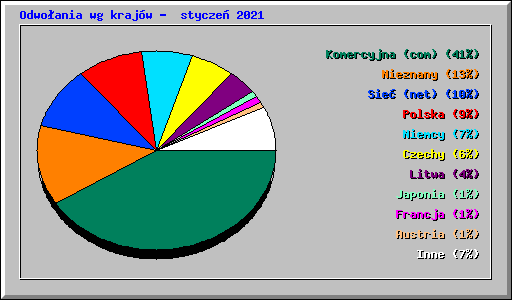 Odwołania wg krajów - styczeń 2021
Komercyjna (com) (41%)
Nieznany (13%)
Sieć (net) (10%)
Polska (9%)
Niemcy (7%)
Czechy (6%)
Litwa (4%)
Japonia (1%)
Francja (1%)
Austria (1%)
Inne (7%)